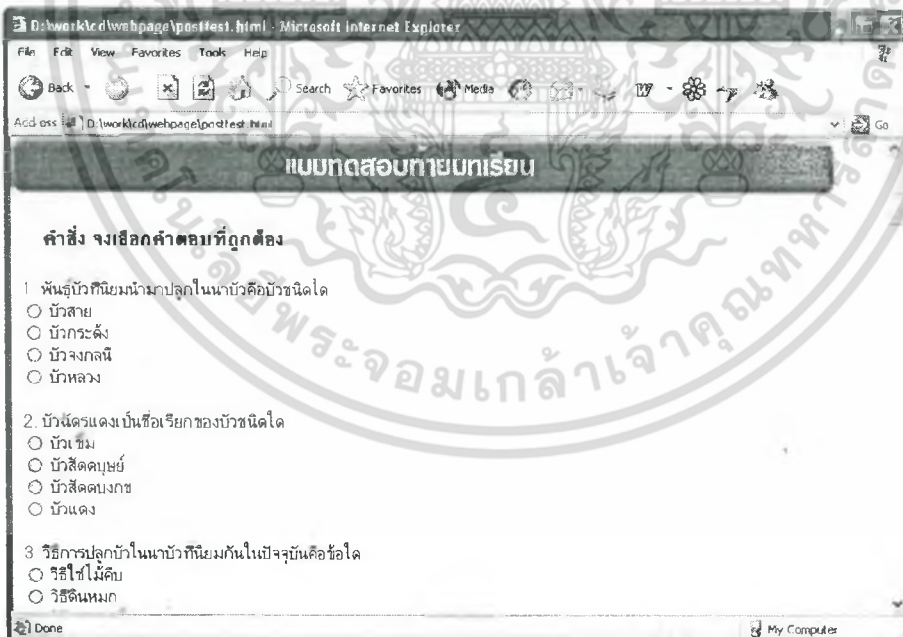 D:\work\cd\webpage\posttest.html - Microsoft Internet Explorer
File Edit View Favorites Tools Help
Back Search Favorites Media
Address D:\work\cd\webpage\posttest.html Go
แบบทดสอบท้ายบทเรียน
คำสั่ง จงเลือกคำตอบที่ถูกต้อง
1 พันธุ์บัวที่นิยมนำมาปลูกในนาบัวคือบัวชนิดใด
บัวสาย
บัวกระด้ง
บัวจงกลนี
บัวหลวง
2. บัวฉัตรแดงเป็นชื่อเรียกของบัวชนิดใด
บัวเข็ม
บัวสัตตบุษย์
บัวสัตตบงกช
บัวแดง
3 วิธีการปลูกบัวในนาบัวที่นิยมกันในปัจจุบันคือข้อใด
วิธีใช้ไม้คีบ
วิธีดินหมก
Done My Computer